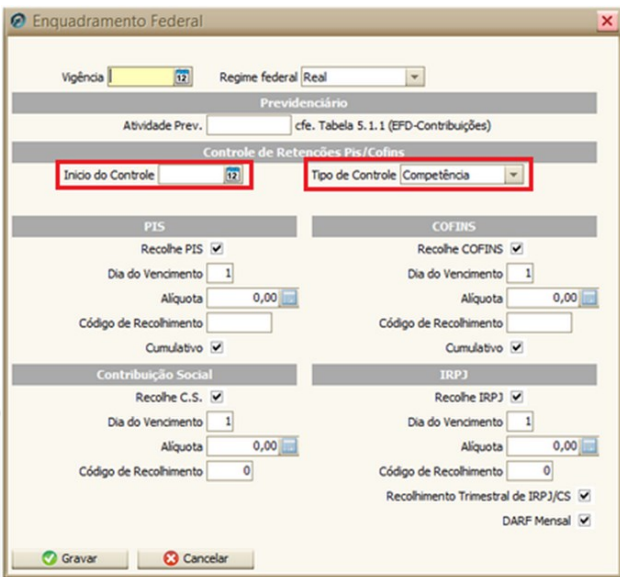 Enquadramento Federal
Vigência 12 Regime federal Real
Previdenciário
Atividade Prev. cfe. Tabela 5.1.1 (EFD-Contribuições)
Controle de Retenções Pis/Cofins
Inicio do Controle 12 Tipo de Controle Competência
PIS COFINS
Recolhe PIS Recolhe COFINS
Dia do Vencimento 1 Dia do Vencimento 1
Alíquota 0,00 Alíquota 0,00
Código de Recolhimento Código de Recolhimento
Cumulativo Cumulativo
Contribuição Social IRPJ
Recolhe C.S. Recolhe IRPJ
Dia do Vencimento 1 Dia do Vencimento 1
Alíquota 0,00 Alíquota 0,00
Código de Recolhimento 0 Código de Recolhimento 0
Recolhimento Trimestral de IRPJ/CS
DARF Mensal
Gravar Cancelar